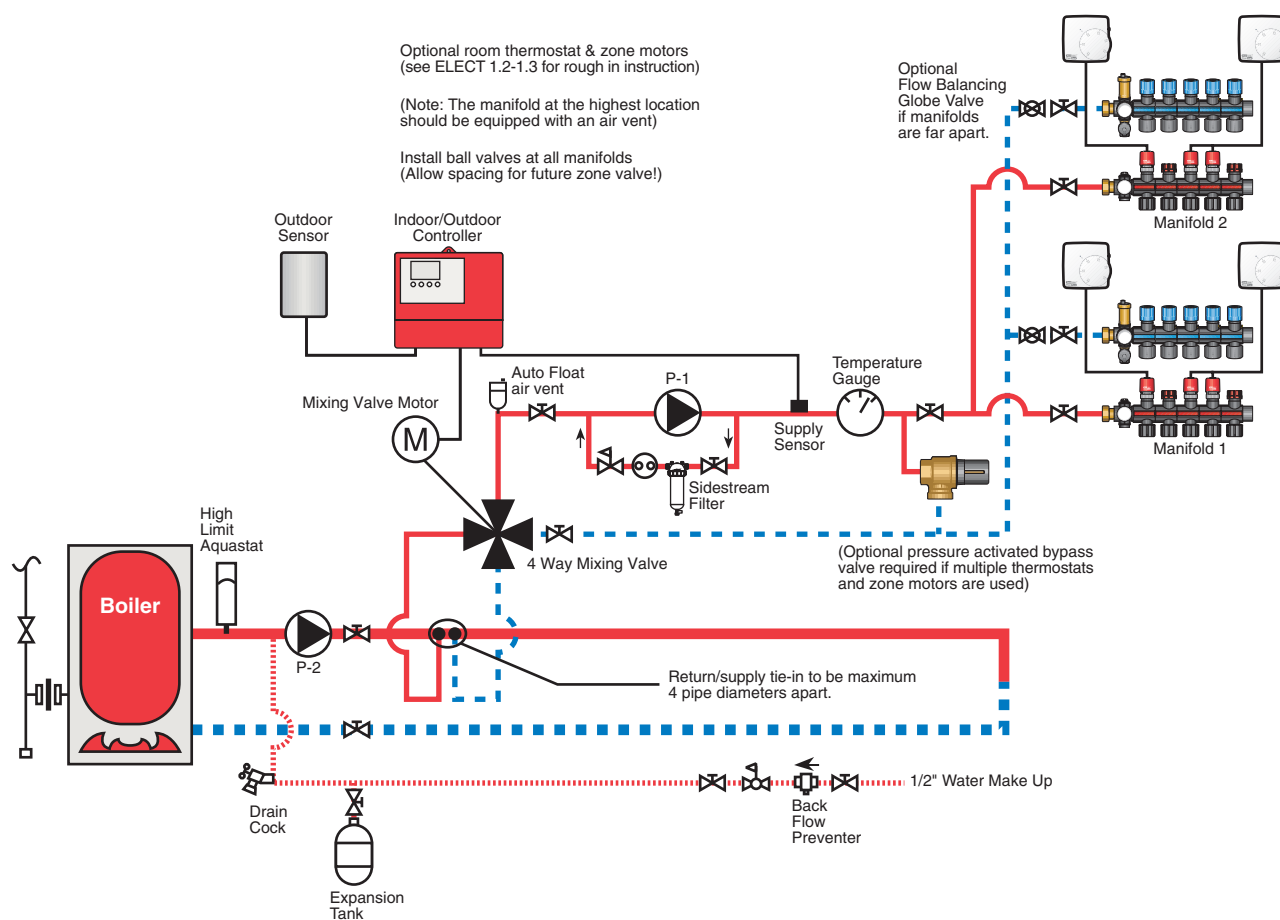 Optional room thermostat & zone motors
(see ELECT 1.2-1.3 for rough in instruction)
(Note: The manifold at the highest location
should be equipped with an air vent)
Install ball valves at all manifolds
(Allow spacing for future zone valve!)
Optional
Flow Balancing
Globe Valve
if manifolds
are far apart.
Manifold 2
Outdoor
Sensor
Indoor/Outdoor
Controller
Manifold 1
Auto Float
air vent
P-1
Temperature
Gauge
Mixing Valve Motor
M
Supply
Sensor
Sidestream
Filter
High
Limit
Aquastat
4 Way Mixing Valve
(Optional pressure activated bypass
valve required if multiple thermostats
and zone motors are used)
Boiler
P-2
Return/supply tie-in to be maximum
4 pipe diameters apart.
1/2" Water Make Up
Drain
Cock
Back
Flow
Preventer
Expansion
Tank